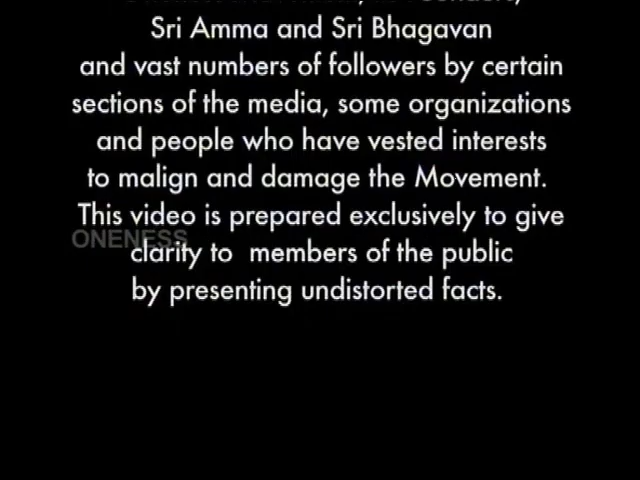 Sri Amma and Sri Bhagavan
and vast numbers of followers by certain
sections of the media, some organizations
and people who have vested interests
to malign and damage the Movement.
This video is prepared exclusively to give
ONENESS
clarity to members of the public
by presenting undistorted facts.